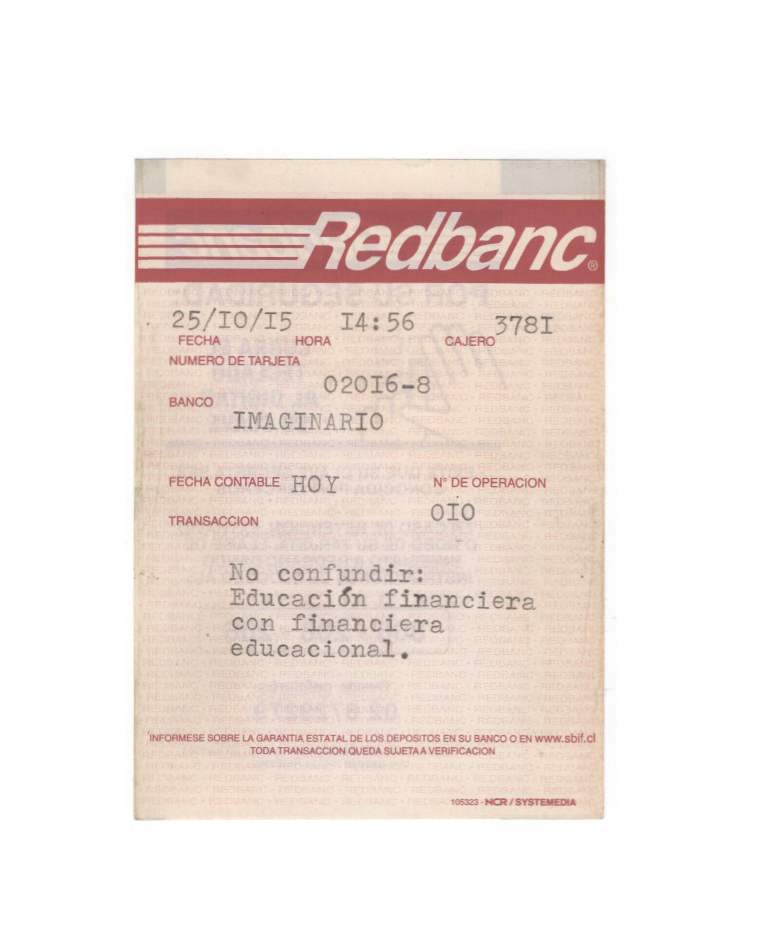 Redbanc®
25/IO/I5 I4:56 378I
FECHA HORA CAJERO
NUMERO DE TARJETA
020I6-8
BANCO
IMAGINARIO
FECHA CONTABLE HOY N° DE OPERACION
OIO
TRANSACCION
No confundir:
Educación financiera
con financiera
educacional.
INFORMESE SOBRE LA GARANTIA ESTATAL DE LOS DEPOSITOS EN SU BANCO O EN www.sbif.cl
TODA TRANSACCION QUEDA SUJETA A VERIFICACION
105323 - NCR / SYSTEMEDIA